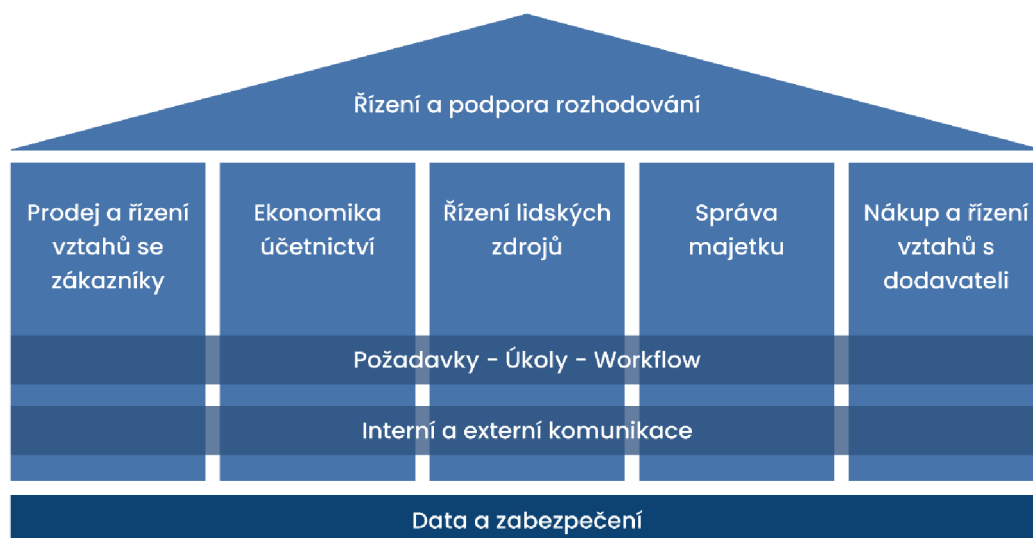 Řízení a podpora rozhodování
Prodej a řízení
vztahů se
zákazníky
Ekonomika
účetnictví
Řízení lidských
zdrojů
Správa
majetku
Nákup a řízení
vztahů s
dodavateli
Požadavky - Úkoly - Workflow
Interní a externí komunikace
Data a zabezpečení